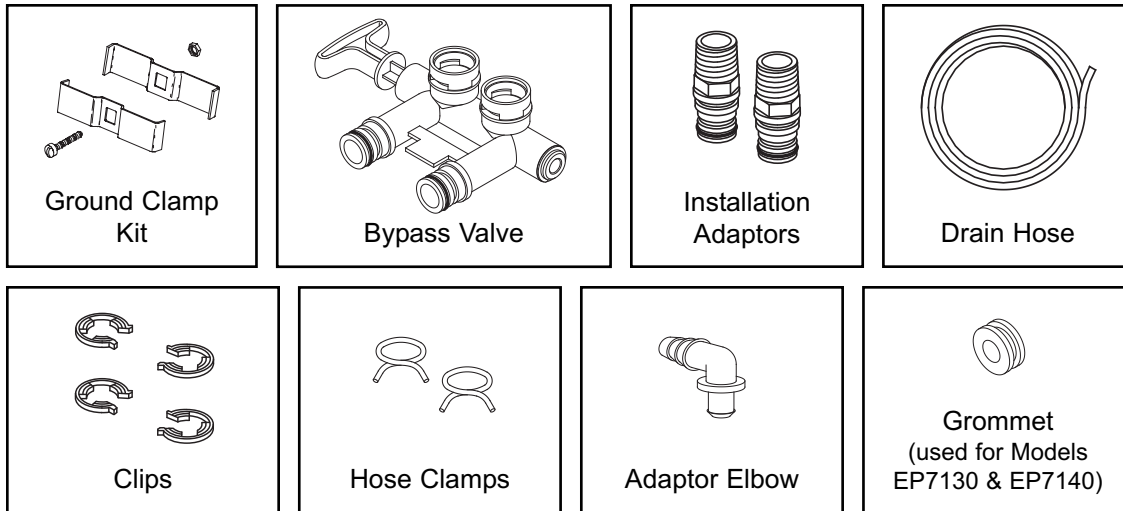 Ground Clamp
Kit
Bypass Valve
Installation
Adaptors
Drain Hose
Clips
Hose Clamps
Adaptor Elbow
Grommet
(used for Models
EP7130 & EP7140)